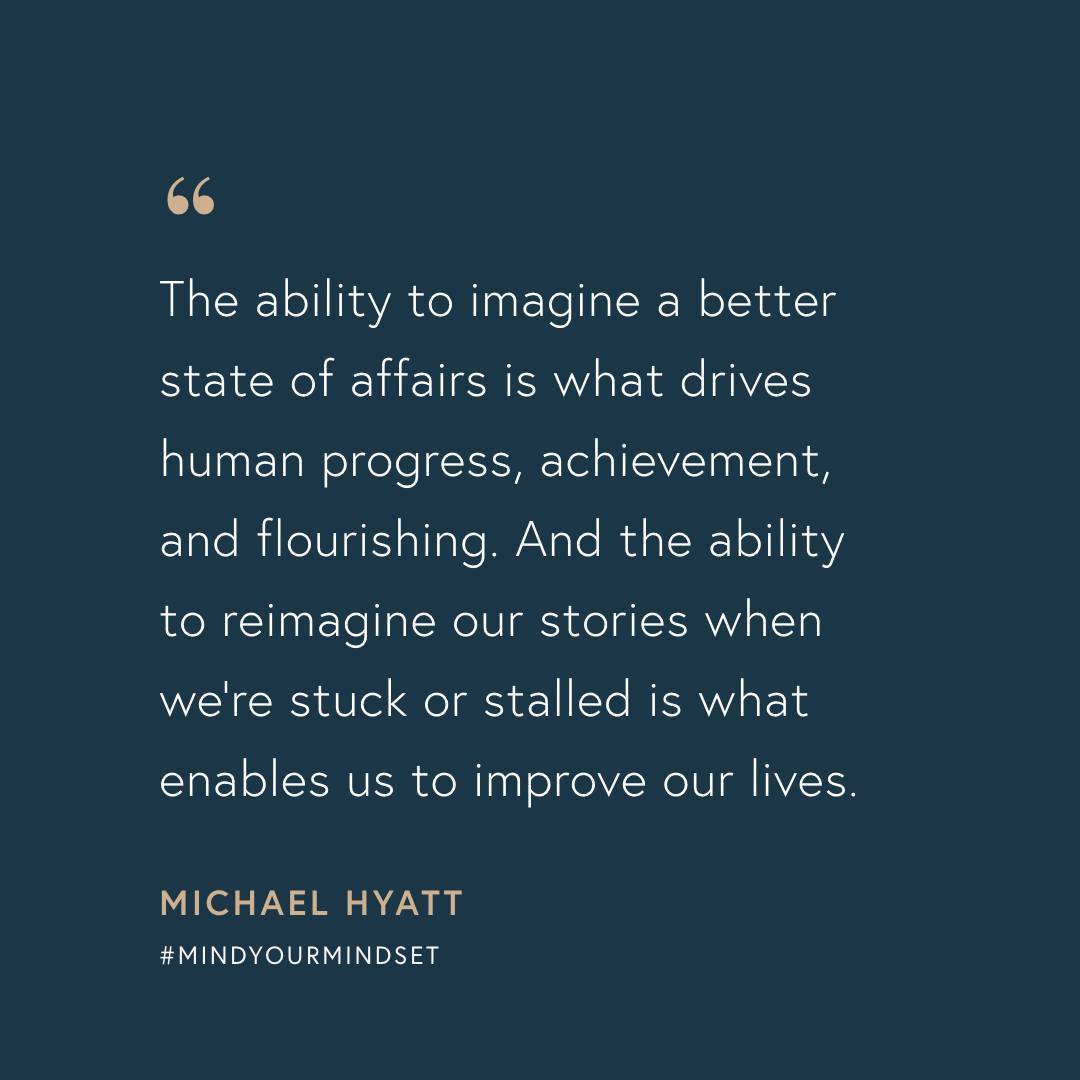 “
The ability to imagine a better
state of affairs is what drives
human progress, achievement,
and flourishing. And the ability
to reimagine our stories when
we're stuck or stalled is what
enables us to improve our lives.
MICHAEL HYATT
#MINDYOURMINDSET